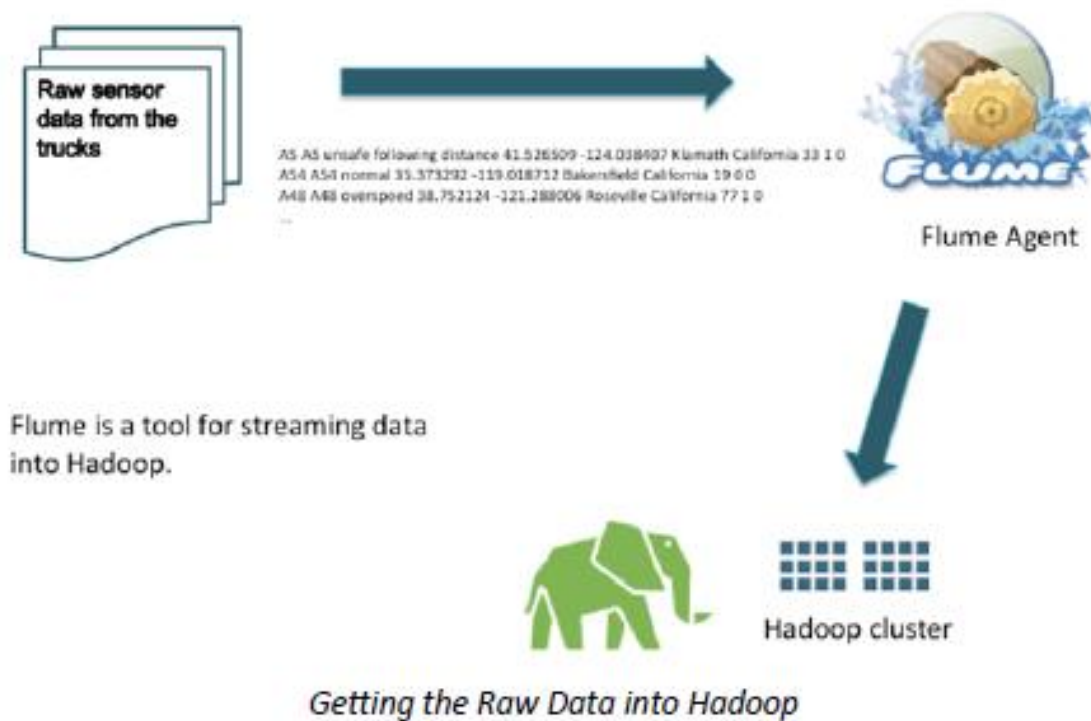 Raw sensor
data from the
trucks
A5 A5 unsafe following distance 41.526509 -124.038407 Klamath California 33 1 0
A54 A54 normal 35.373292 -119.018712 Bakersfield California 19 0 0
A48 A48 overspeed 38.752124 -121.288006 Roseville California 77 1 0
...
FLUME
Flume Agent
Flume is a tool for streaming data
into Hadoop.
Hadoop cluster
Getting the Raw Data into Hadoop